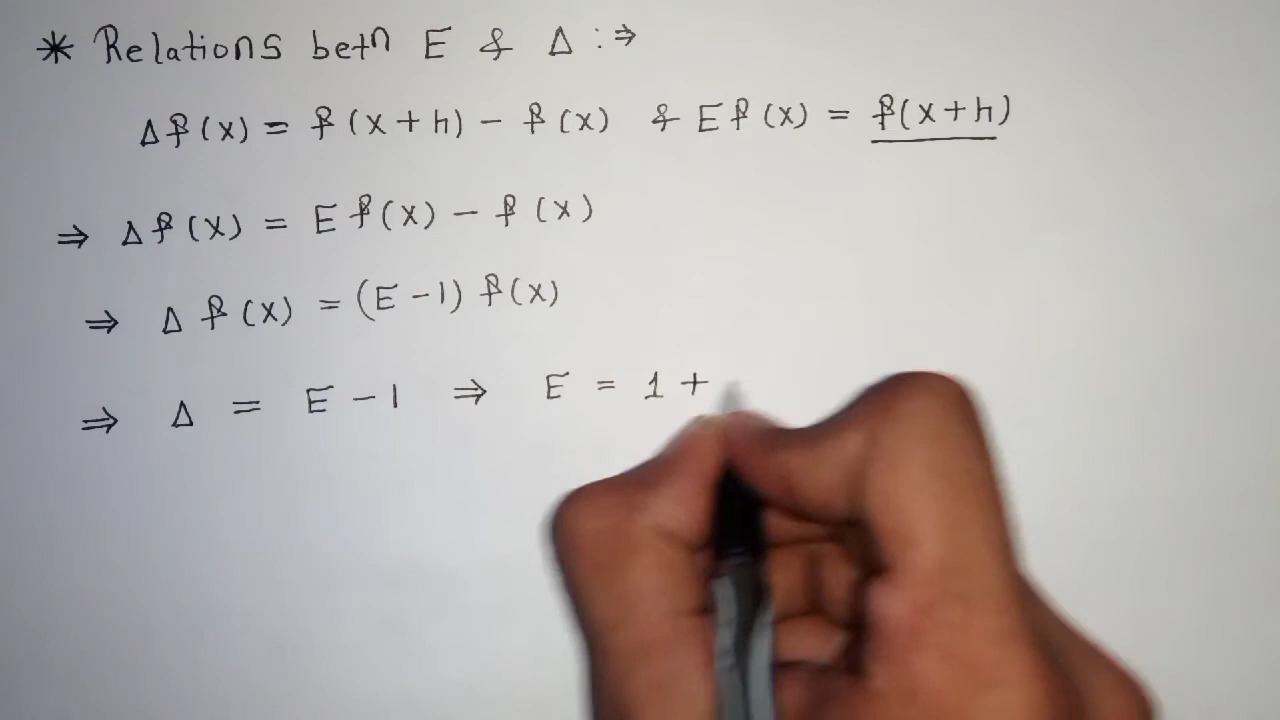 * Relations betn E & Δ :⇒
Δf(x) = f(x+h) - f(x) & Ef(x) = f(x+h)
⇒ Δf(x) = Ef(x) - f(x)
⇒ Δf(x) = (E-1) f(x)
⇒ Δ = E-1 ⇒ E = 1 +